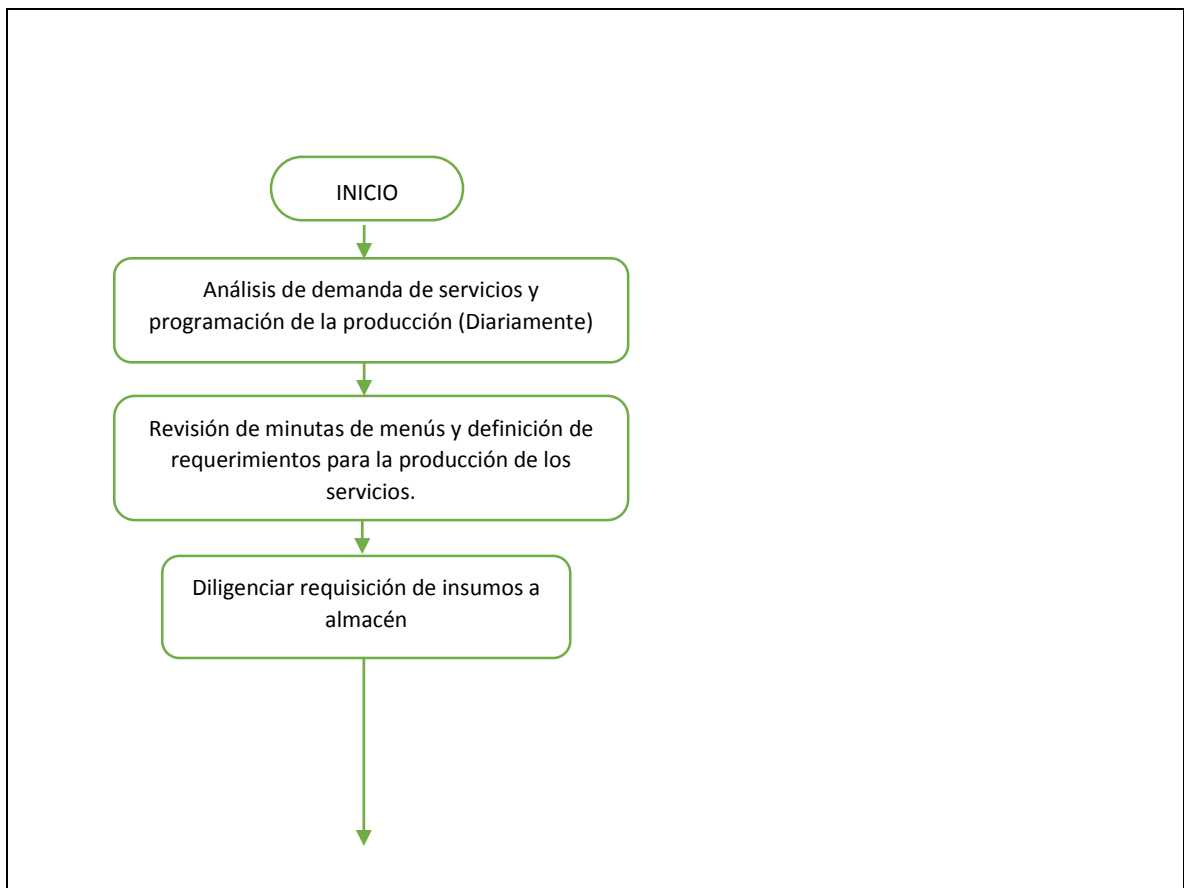 INICIO
Análisis de demanda de servicios y
programación de la producción (Diariamente)
Revisión de minutas de menús y definición de
requerimientos para la producción de los
servicios.
Diligenciar requisición de insumos a
almacén